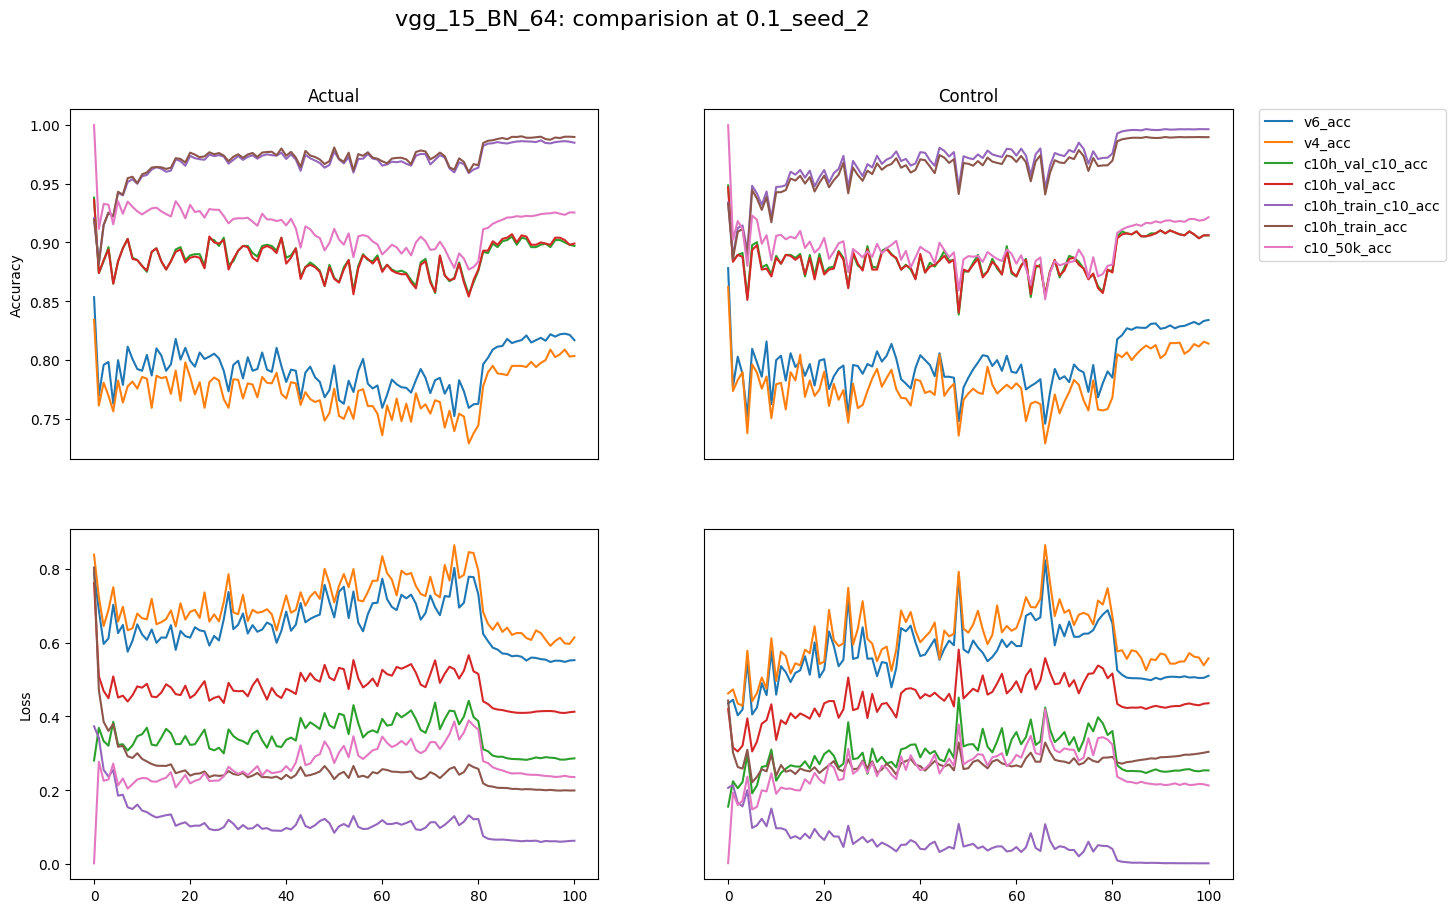 vgg_15_BN_64: comparision at 0.1_seed_2
Actual
Control
Accuracy
1.00
0.95
0.90
0.85
0.80
0.75
v6_acc
v4_acc
c10h_val_c10_acc
c10h_val_acc
c10h_train_c10_acc
c10h_train_acc
c10_50k_acc
Loss
0.8
0.6
0.4
0.2
0.0
0 20 40 60 80 100
0 20 40 60 80 100